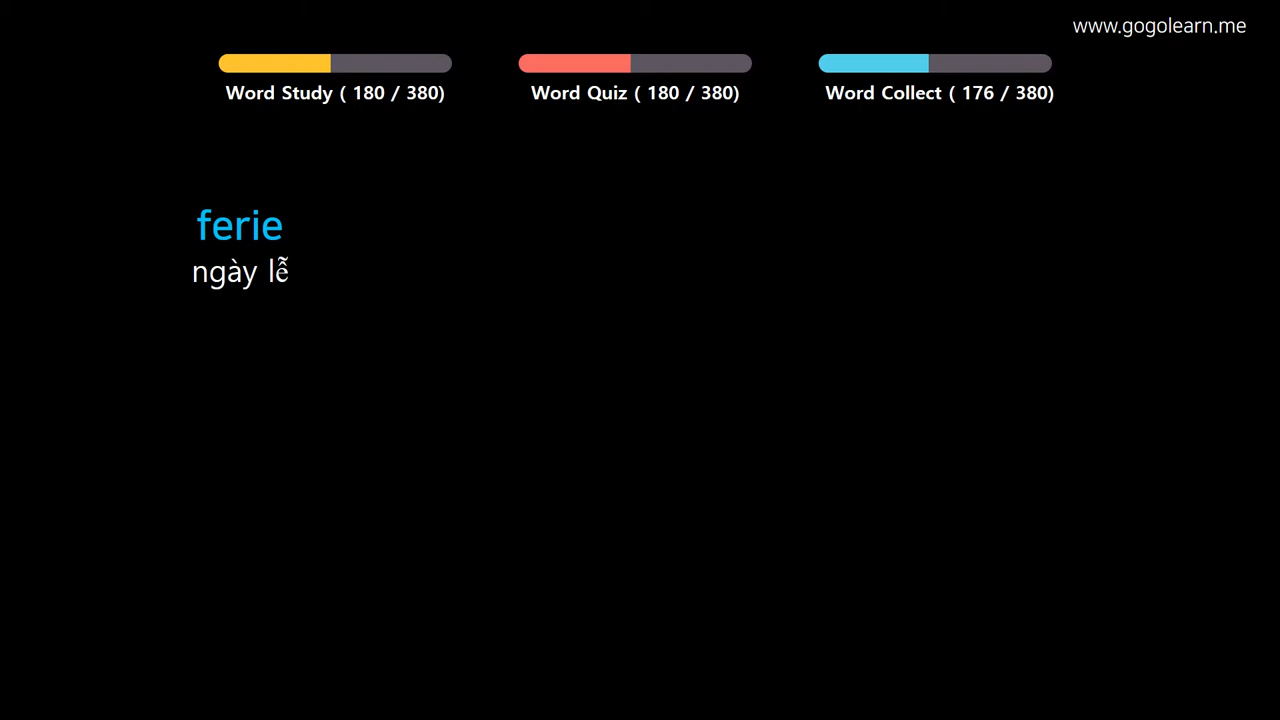 www.gogolearn.me
Word Study ( 180 / 380)
Word Quiz ( 180 / 380)
Word Collect ( 176 / 380)
ferie
ngày lễ